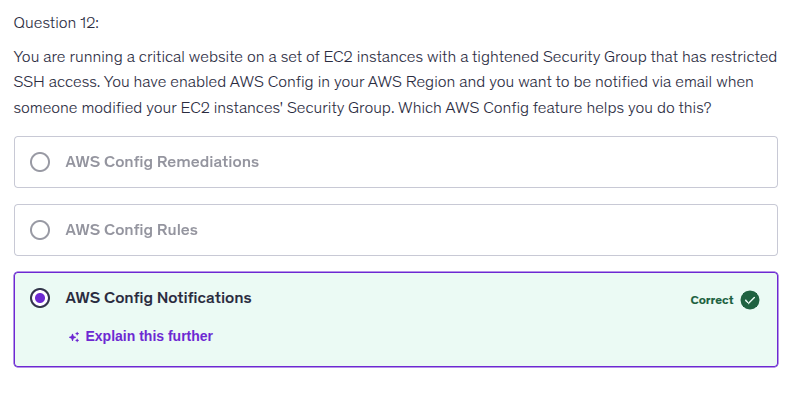 Question 12:
You are running a critical website on a set of EC2 instances with a tightened Security Group that has restricted
SSH access. You have enabled AWS Config in your AWS Region and you want to be notified via email when
someone modified your EC2 instances' Security Group. Which AWS Config feature helps you do this?
AWS Config Remediations
AWS Config Rules
AWS Config Notifications
Correct
Explain this further